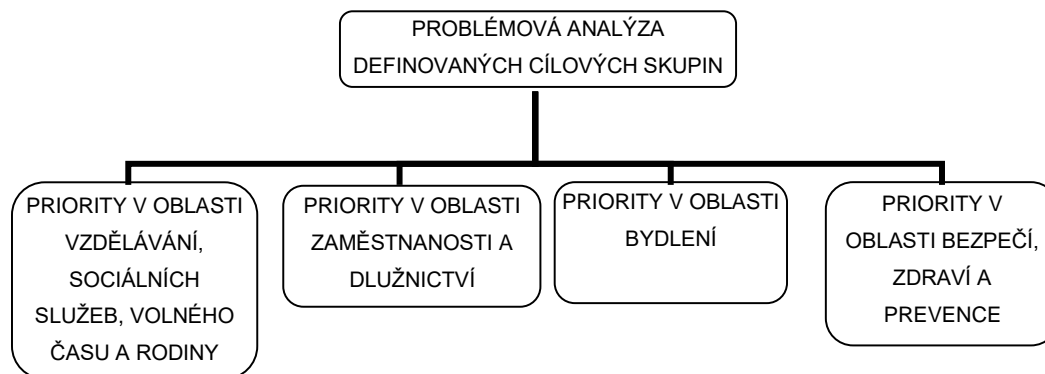 PROBLÉMOVÁ ANALÝZA
DEFINOVANÝCH CÍLOVÝCH SKUPIN
PRIORITY V OBLASTI
VZDĚLÁVÁNÍ,
SOCIÁLNÍCH
SLUŽEB, VOLNÉHO
ČASU A RODINY
PRIORITY V OBLASTI
ZAMĚSTNANOSTI A
DLUŽNICTVÍ
PRIORITY V OBLASTI
BYDLENÍ
PRIORITY V
OBLASTI BEZPEČÍ,
ZDRAVÍ A
PREVENCE